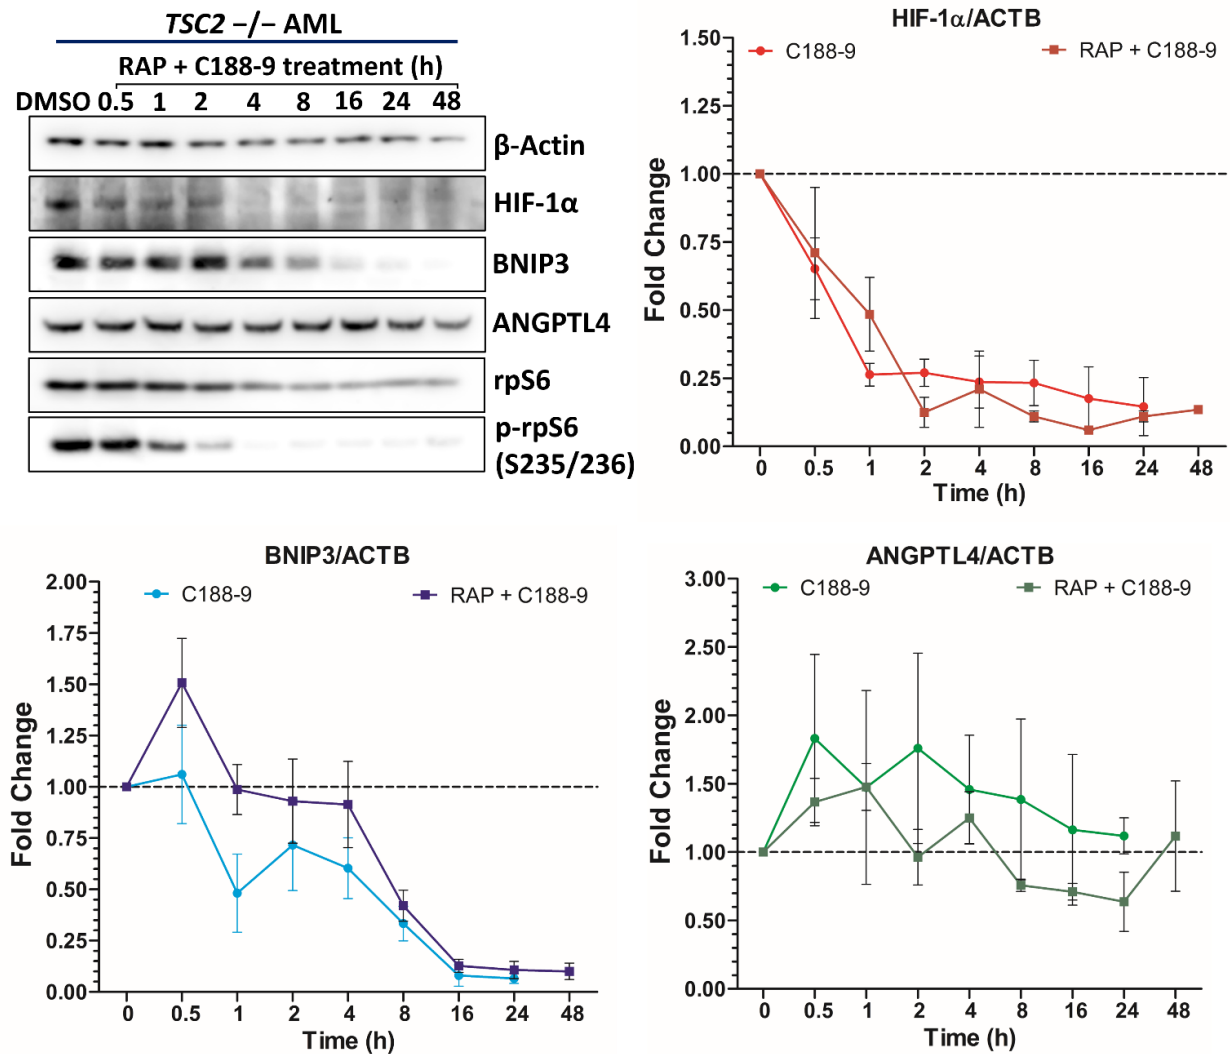 TSC2 −/− AML
RAP + C188-9 treatment (h)
DMSO 0.5 1 2 4 8 16 24 48
β-Actin
HIF-1α
BNIP3
ANGPTL4
rpS6
p-rpS6
(S235/236)
HIF-1α/ACTB
C188-9
RAP + C188-9
Fold Change
1.50
1.25
1.00
0.75
0.50
0.25
0.00
0 0.5 1 2 4 8 16 24 48
Time (h)
BNIP3/ACTB
C188-9
RAP + C188-9
Fold Change
2.00
1.75
1.50
1.25
1.00
0.75
0.50
0.25
0.00
0 0.5 1 2 4 8 16 24 48
Time (h)
ANGPTL4/ACTB
C188-9
RAP + C188-9
Fold Change
3.00
2.50
2.00
1.50
1.00
0.50
0.00
0 0.5 1 2 4 8 16 24 48
Time (h)